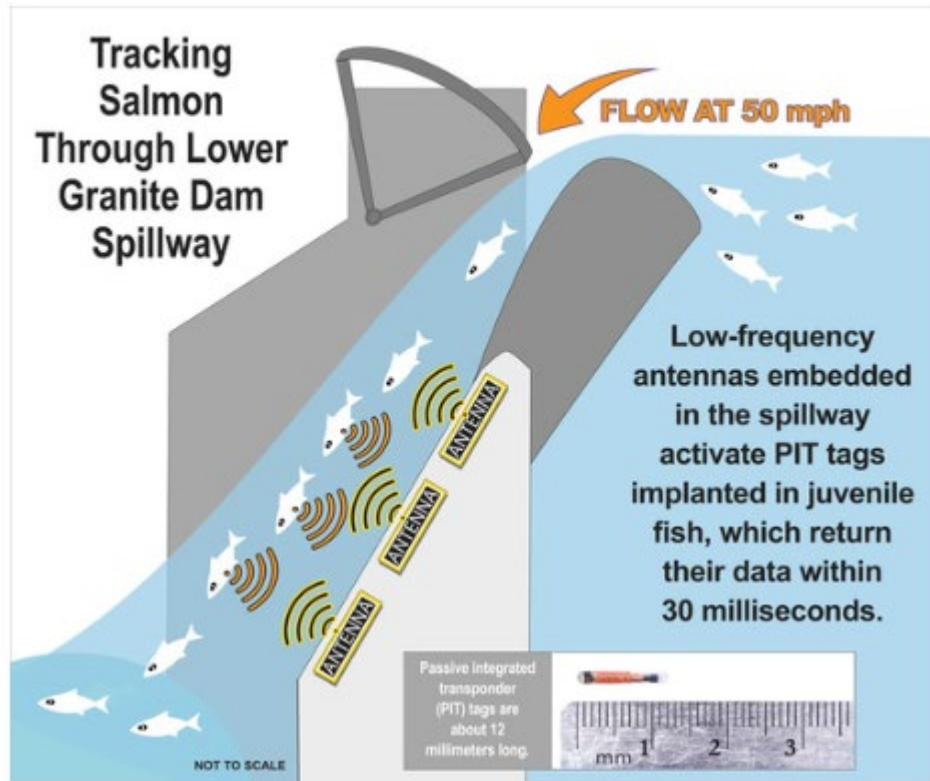 Tracking
Salmon
Through Lower
Granite Dam
Spillway
FLOW AT 50 mph
Low-frequency
antennas embedded
in the spillway
activate PIT tags
implanted in juvenile
fish, which return
their data within
30 milliseconds.
ANTENNA
ANTENNA
ANTENNA
Passive integrated
transponder
(PIT) tags are
about 12
millimeters long.
mm 1 2 3
NOT TO SCALE